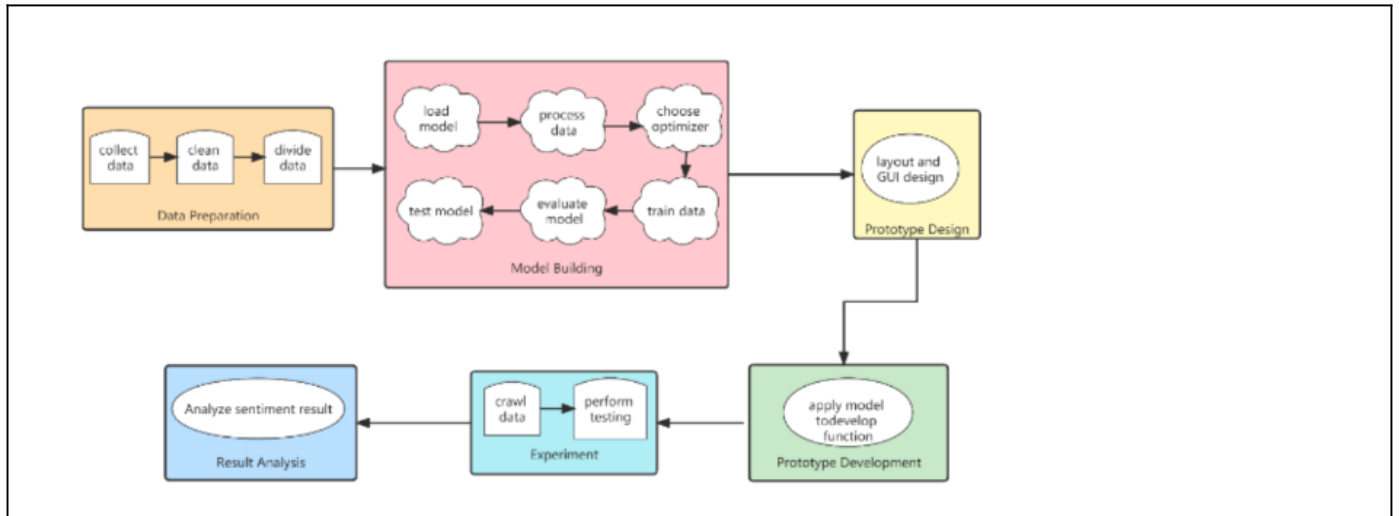 collect
data
clean
data
divide
data
Data Preparation
load
model
process
data
choose
optimizer
train data
evaluate
model
test model
Model Building
layout and
GUI design
Prototype Design
apply model
todevelop
function
Prototype Development
crawl
data
perform
testing
Experiment
Analyze sentiment result
Result Analysis